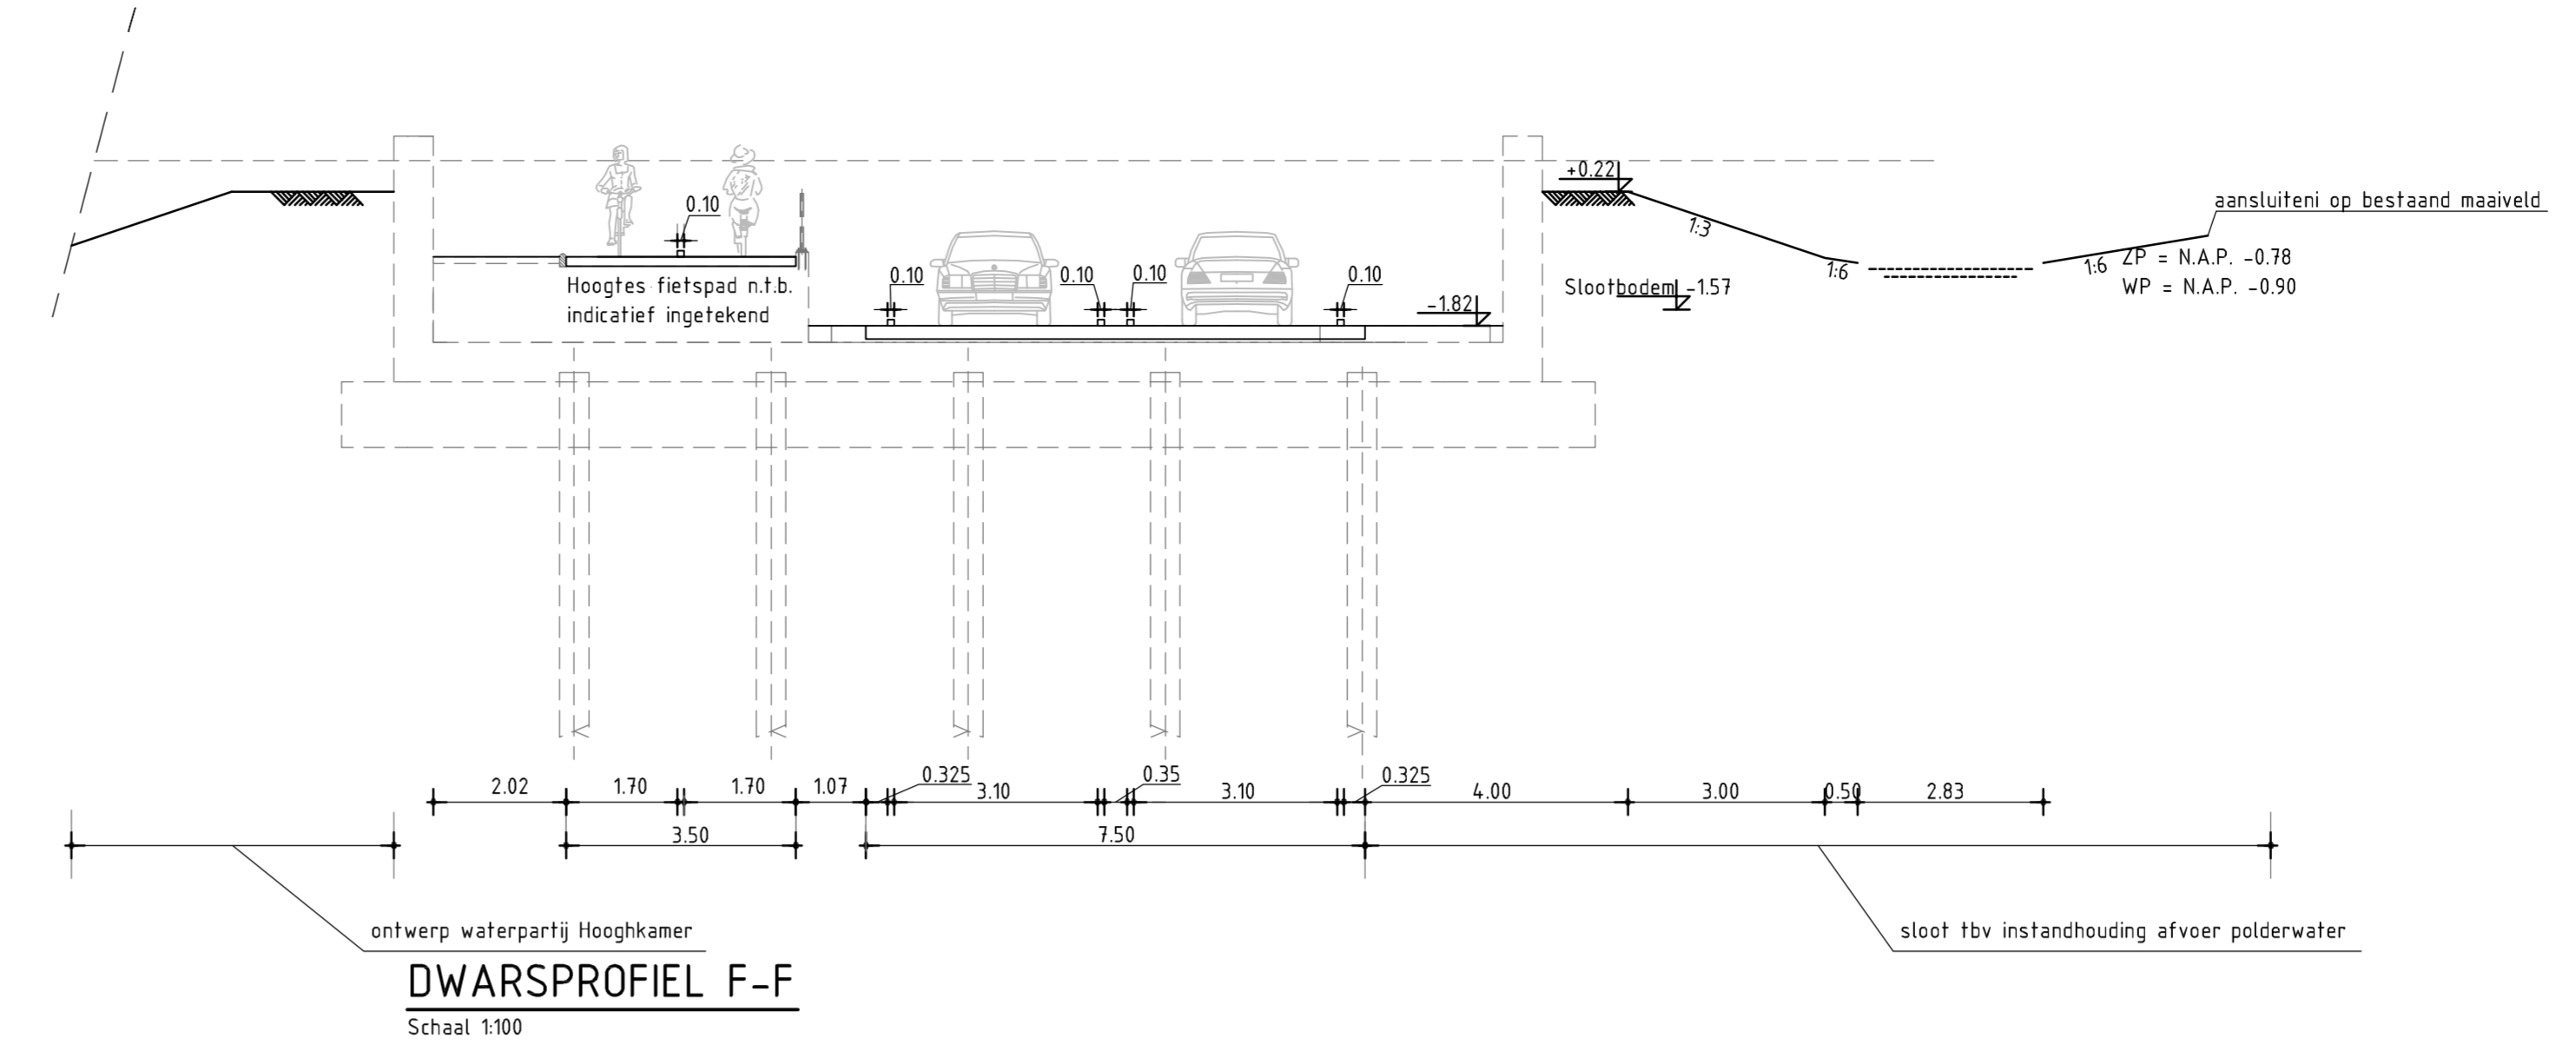 +0.22
aansluiteni op bestaand maaiveld
0.10
1:3
ZP = N.A.P. -0.78
1:6
1:6
WP = N.A.P. -0.90
0.10
0.10
0.10
0.10
Hoogtes fietspad n.t.b.
indicatief ingetekend
Slootbodem -1.57
-1.82
2.02
1.70
1.70
1.07
0.325
3.10
0.35
3.10
0.325
4.00
3.00
0.50
2.83
3.50
7.50
ontwerp waterpartij Hooghkamer
sloot tbv instandhouding afvoer polderwater
DWARSPROFIEL F-F
Schaal 1:100